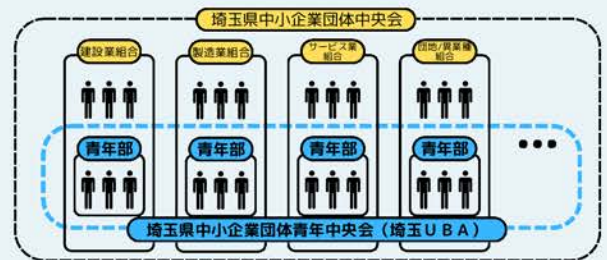 埼玉県中小企業団体中央会
建設業組合
製造業組合
サービス業
組合
団地/異業種
組合
青年部
青年部
青年部
青年部
埼玉県中小企業団体青年中央会（埼玉ＵＢＡ）